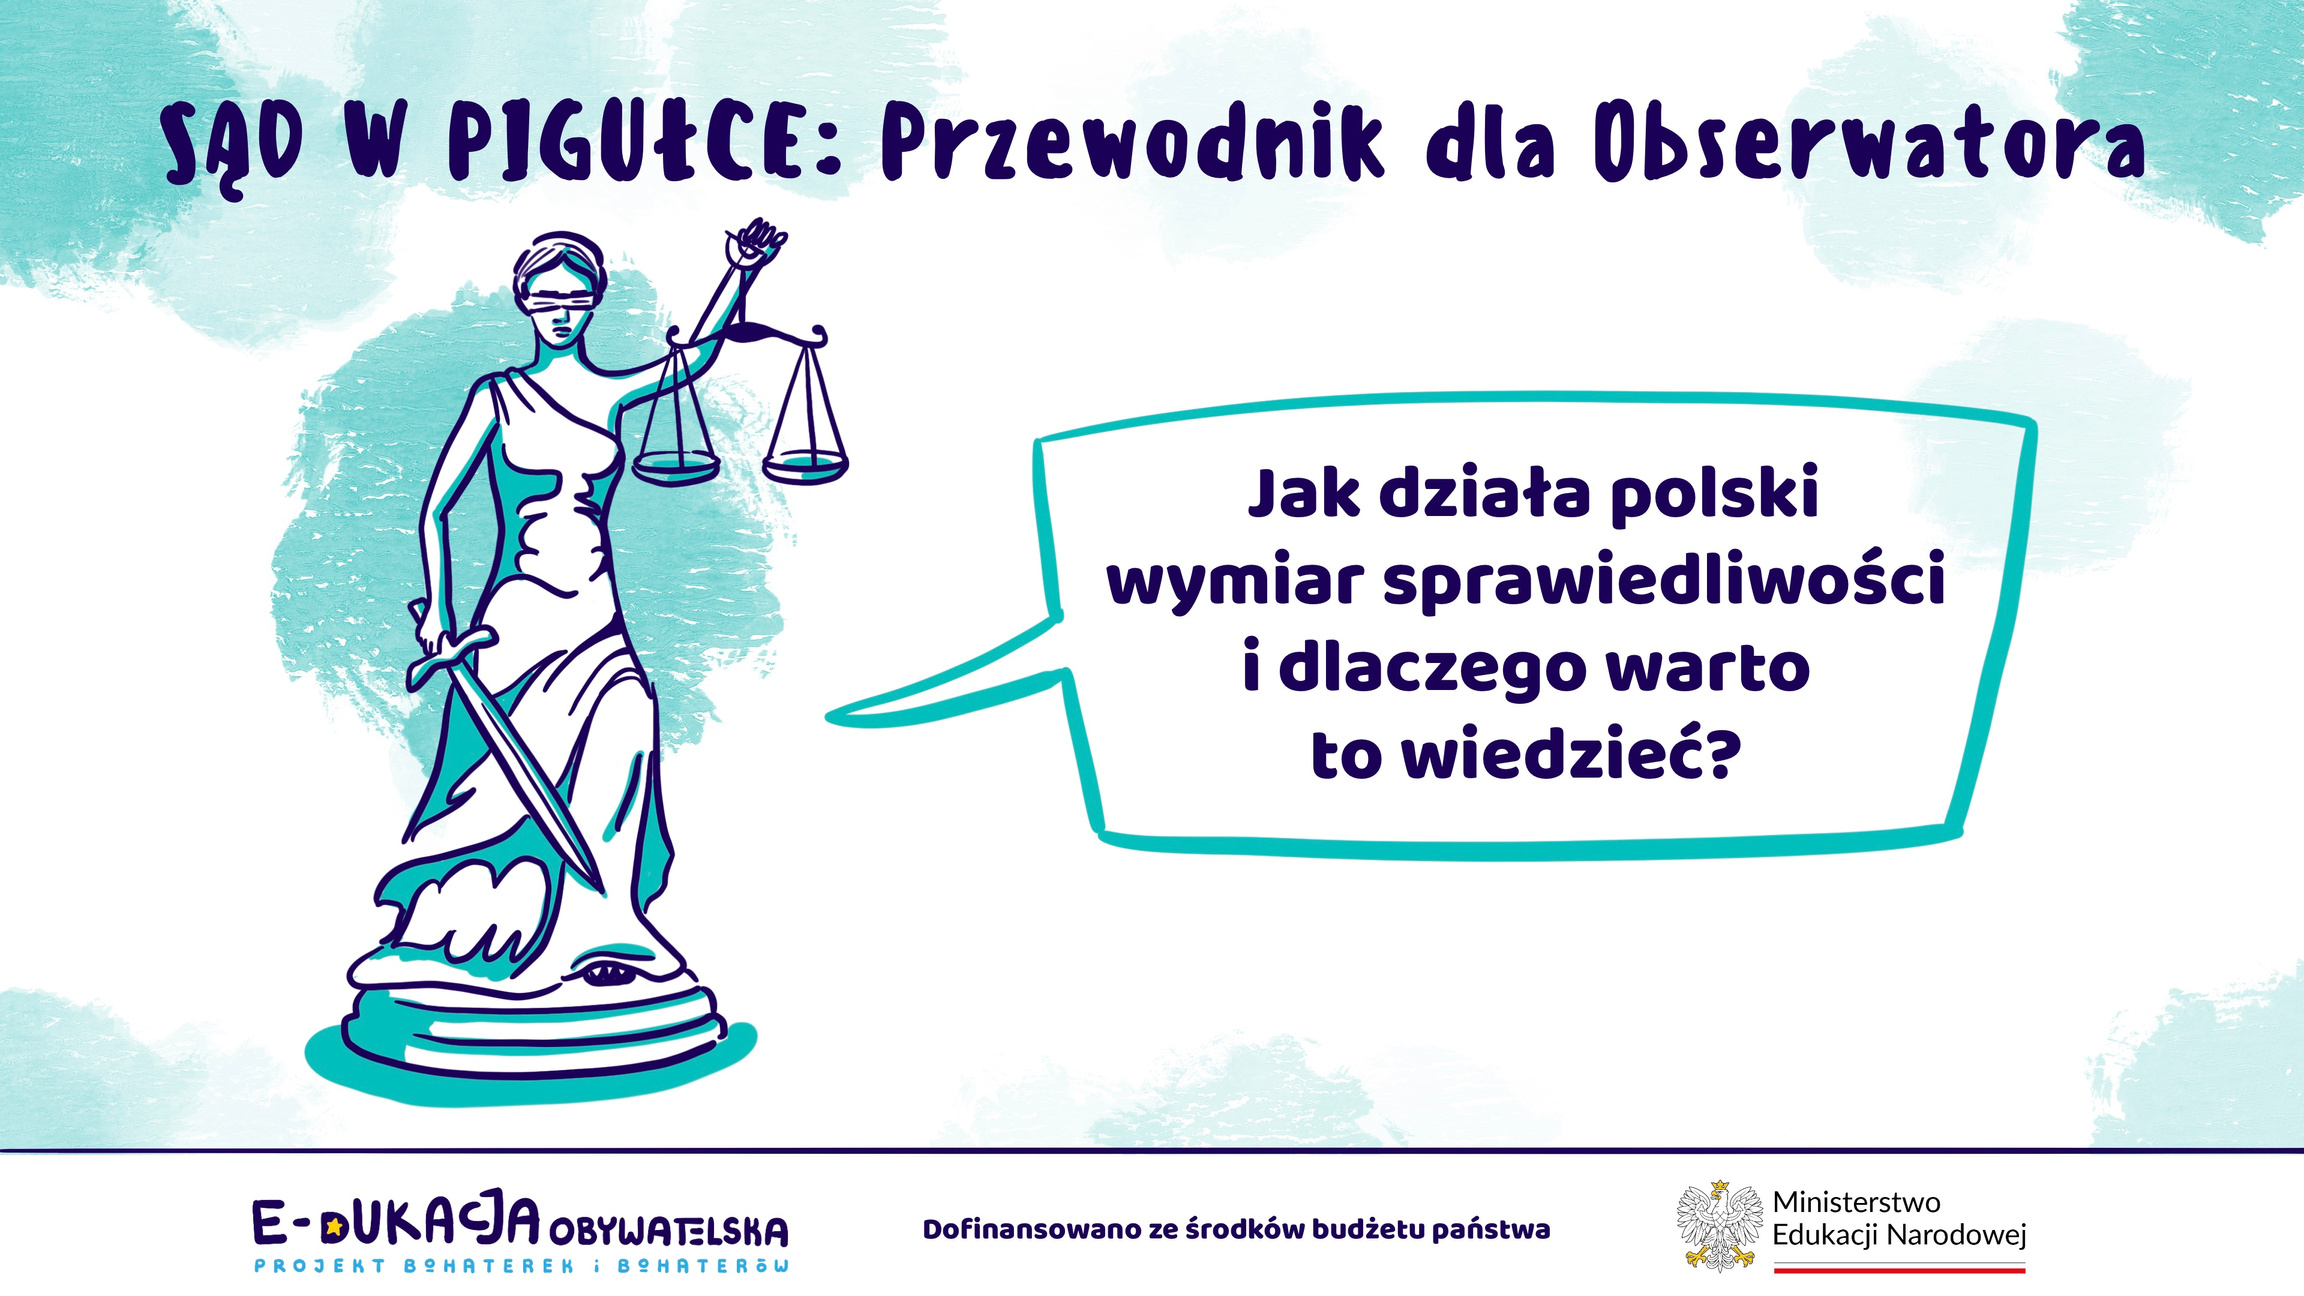 SĄD W PIGUŁCE: Przewodnik dla Obserwatora
Jak działa polski
wymiar sprawiedliwości
i dlaczego warto
to wiedzieć?
E-DUKACJA OBYWATELSKA
PROJEKT BOHATEREK i BOHATERÓW
Dofinansowano ze środków budżetu państwa
Ministerstwo
Edukacji Narodowej